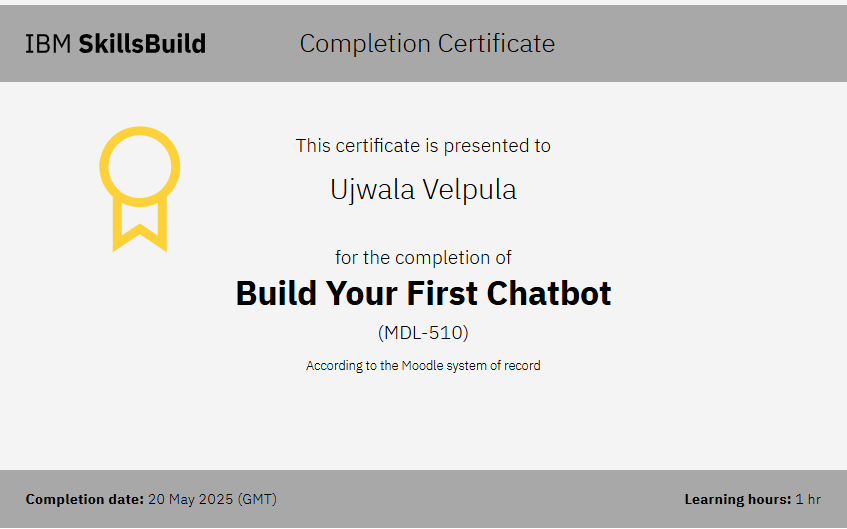 IBM SkillsBuild
Completion Certificate
This certificate is presented to
Ujwala Velpula
for the completion of
Build Your First Chatbot
(MDL-510)
According to the Moodle system of record
Completion date: 20 May 2025 (GMT)
Learning hours: 1 hr